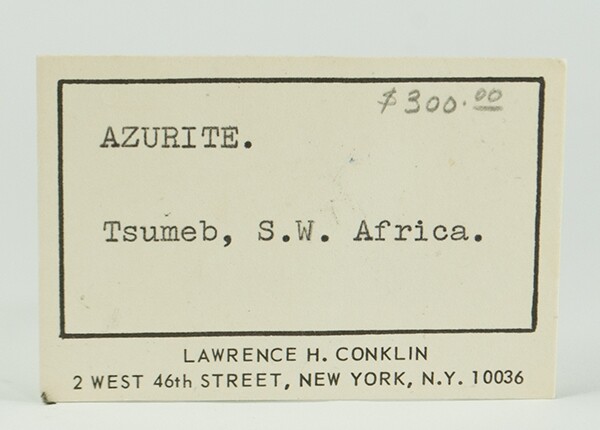 $300.00
AZURITE.
Tsumeb, S.W. Africa.
LAWRENCE H. CONKLIN
2 WEST 46th STREET, NEW YORK, N.Y. 10036